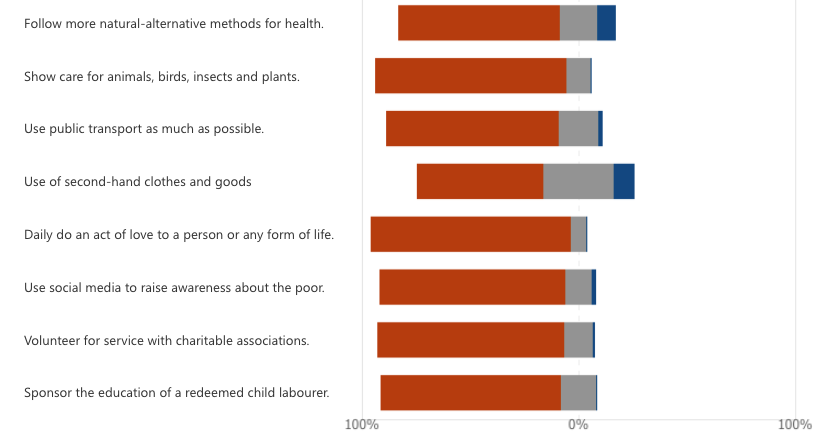 Follow more natural-alternative methods for health.
Show care for animals, birds, insects and plants.
Use public transport as much as possible.
Use of second-hand clothes and goods
Daily do an act of love to a person or any form of life.
Use social media to raise awareness about the poor.
Volunteer for service with charitable associations.
Sponsor the education of a redeemed child labourer.
100% 0% 100%